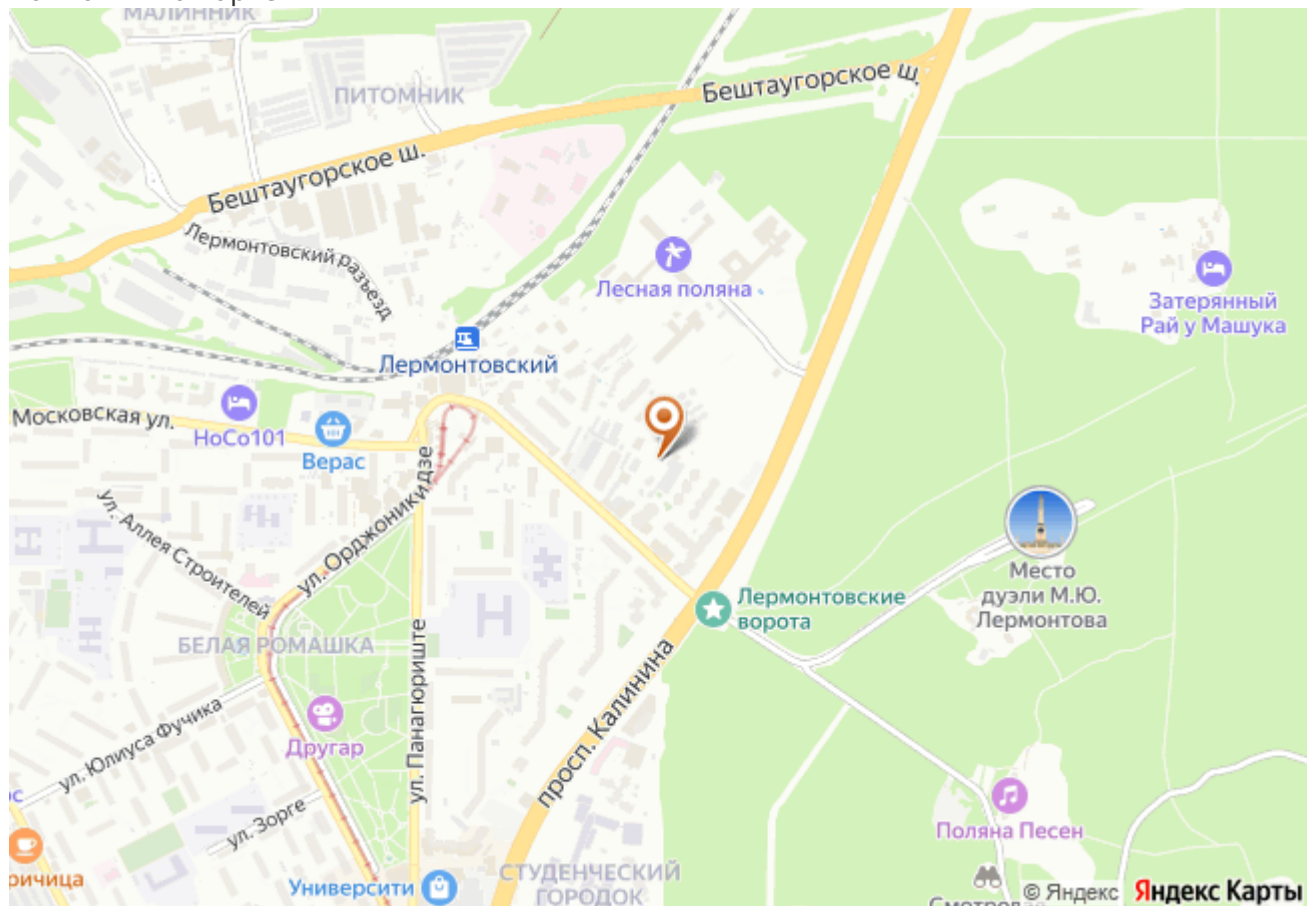 МАЛИННИК
ПИТОМНИК
Бештаугорское ш.
Бештаугорское ш.
Лермонтовский разъезд
Лесная поляна
Затерянный
Рай у Машука
Лермонтовский
Московская ул.
НоСо101
Верас
ул. Орджоникидзе
ул. Аллея Строителей
Место
дуэли М.Ю.
Лермонтова
Лермонтовские
ворота
БЕЛАЯ РОМАШКА
ул. Панагюриште
просп. Калинина
ул. Юлиуса Фучика
Другар
ул. Зорге
Поляна Песен
СТУДЕНЧЕСКИЙ
ГОРОДОК
Университи
© Яндекс Яндекс Карты